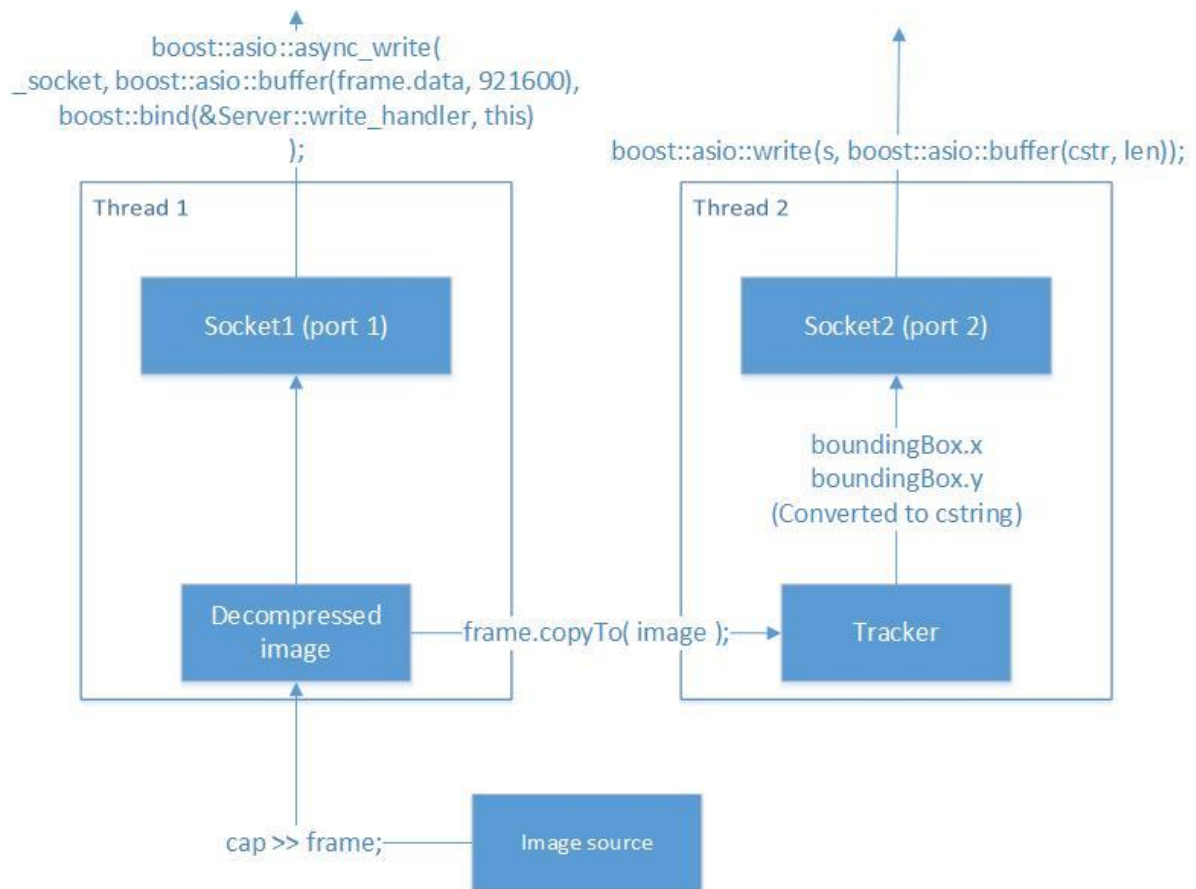 boost::asio::async_write(
_socket, boost::asio::buffer(frame.data, 921600),
boost::bind(&Server::write_handler, this)
);
boost::asio::write(s, boost::asio::buffer(cstr, len));
Thread 1
Thread 2
Socket1 (port 1)
Socket2 (port 2)
boundingBox.x
boundingBox.y
(Converted to cstring)
Decompressed
image
frame.copyTo( image );
Tracker
cap >> frame;
Image source